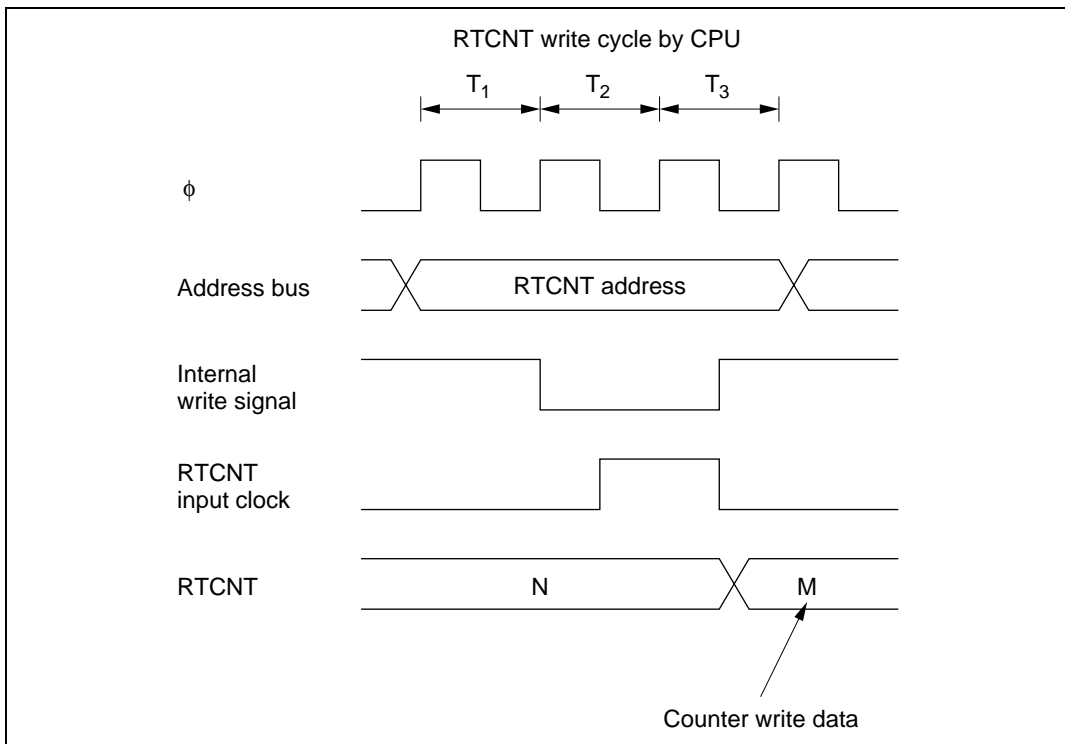 RTCNT write cycle by CPU
T1 T2 T3
φ
Address bus
RTCNT address
Internal
write signal
RTCNT
input clock
RTCNT
N
M
Counter write data